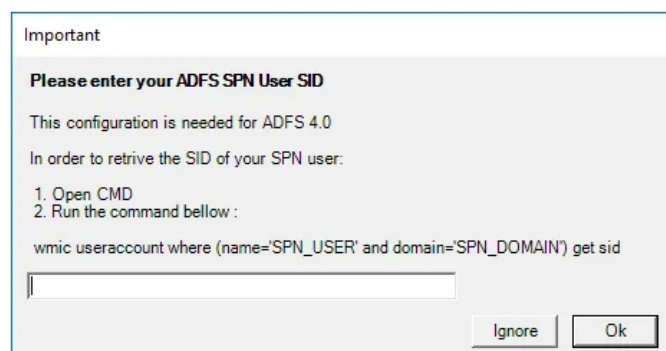 Important
Please enter your ADFS SPN User SID
This configuration is needed for ADFS 4.0
In order to retrive the SID of your SPN user:
1. Open CMD
2. Run the command bellow :
wmic useraccount where (name='SPN_USER' and domain='SPN_DOMAIN') get sid
Ignore
Ok